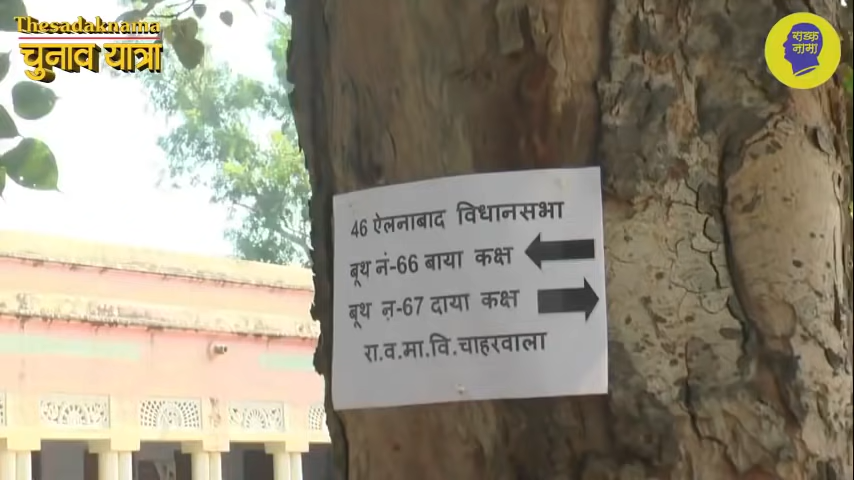 Thesadaknama
चुनाव यात्रा
सड़क
नामा
46 ऐलनाबाद विधानसभा
बूथ नं-66 बाया कक्ष
बूथ न.-67 दाया कक्ष
रा.व.मा.वि.चाहरवाला